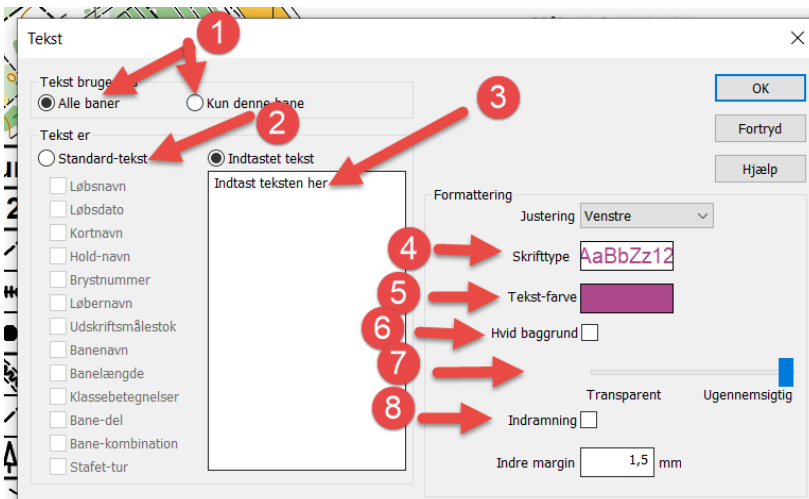 Tekst
1
Tekst bruge
Alle baner
Kun denne bane
2
3
Tekst er
Standard-tekst
Indtastet tekst
Løbsnavn
Løbsdato
Kortnavn
Hold-navn
Brystnummer
Løbernavn
Udskriftsmålestok
Banenavn
Banelængde
Klassebetegnelser
Bane-del
Bane-kombination
Stafet-tur
Indtast teksten her
OK
Fortryd
Hjælp
Formattering
Justering Venstre
4
Skrifttype AaBbZz12
5
Tekst-farve
6
Hvid baggrund
7
Transparent Ugennemsigtig
8
Indramning
Indre margin 1,5 mm